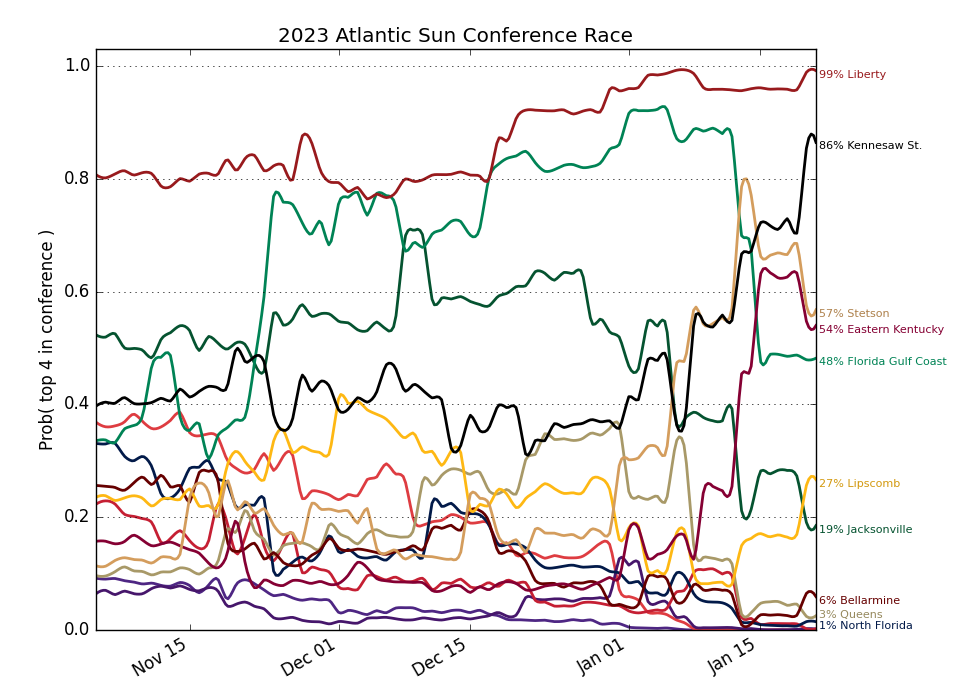 2023 Atlantic Sun Conference Race
Prob( top 4 in conference )
1.0
0.8
0.6
0.4
0.2
0.0
Nov 15
Dec 01
Dec 15
Jan 01
Jan 15
99% Liberty
86% Kennesaw St.
57% Stetson
54% Eastern Kentucky
48% Florida Gulf Coast
27% Lipscomb
19% Jacksonville
6% Bellarmine
3% Queens
1% North Florida